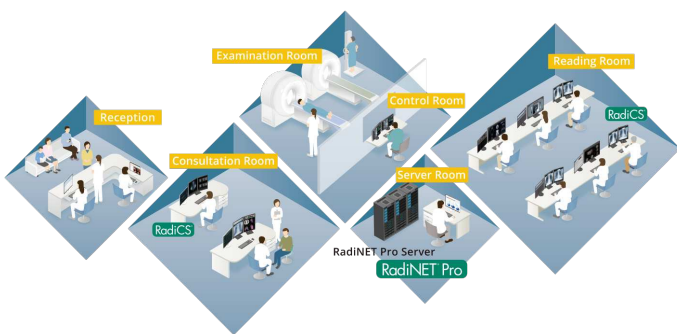 Examination Room
Reading Room
Control Room
Reception
RadiCS
Consultation Room
Server Room
RadiCS
RadiNET Pro Server
RadiNET Pro